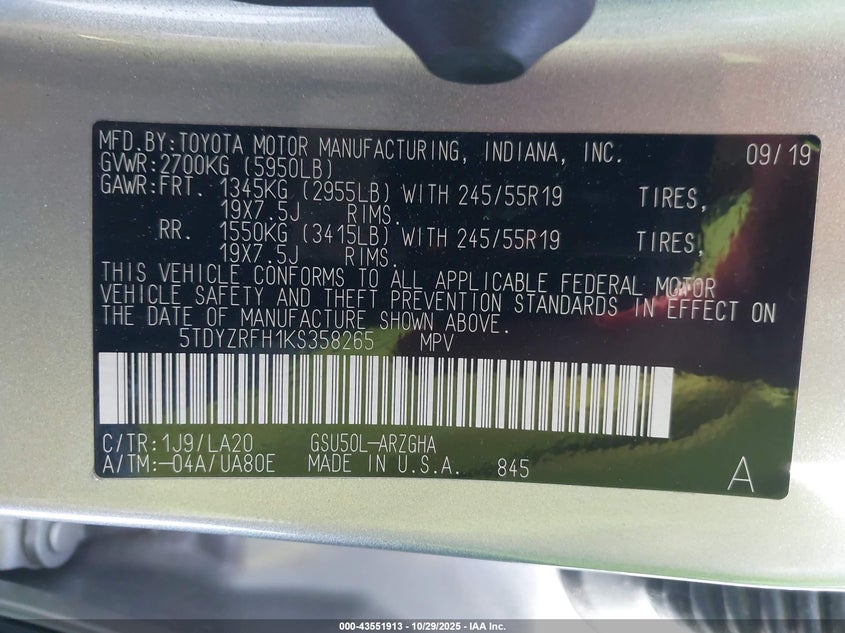 MFD.BY:TOYOTA MOTOR MANUFACTURING, INDIANA, INC. 09/19
GVWR:2700KG (5950LB)
GAWR:FRT. 1345KG (2955LB) WITH 245/55R19 TIRES,
19X7.5J RIMS.
RR. 1550KG (3415LB) WITH 245/55R19 TIRES,
19X7.5J RIMS.
THIS VEHICLE CONFORMS TO ALL APPLICABLE FEDERAL MOTOR
VEHICLE SAFETY AND THEFT PREVENTION STANDARDS IN EFFECT ON
THE DATE OF MANUFACTURE SHOWN ABOVE.
5TDYZRFH1KS358265 MPV
C/TR:1J9/LA20 GSU50L-ARZGHA
A/TM:-04A/UA80E MADE IN U.S.A. 845 A
000-43551913 - 10/29/2025 - IAA Inc.